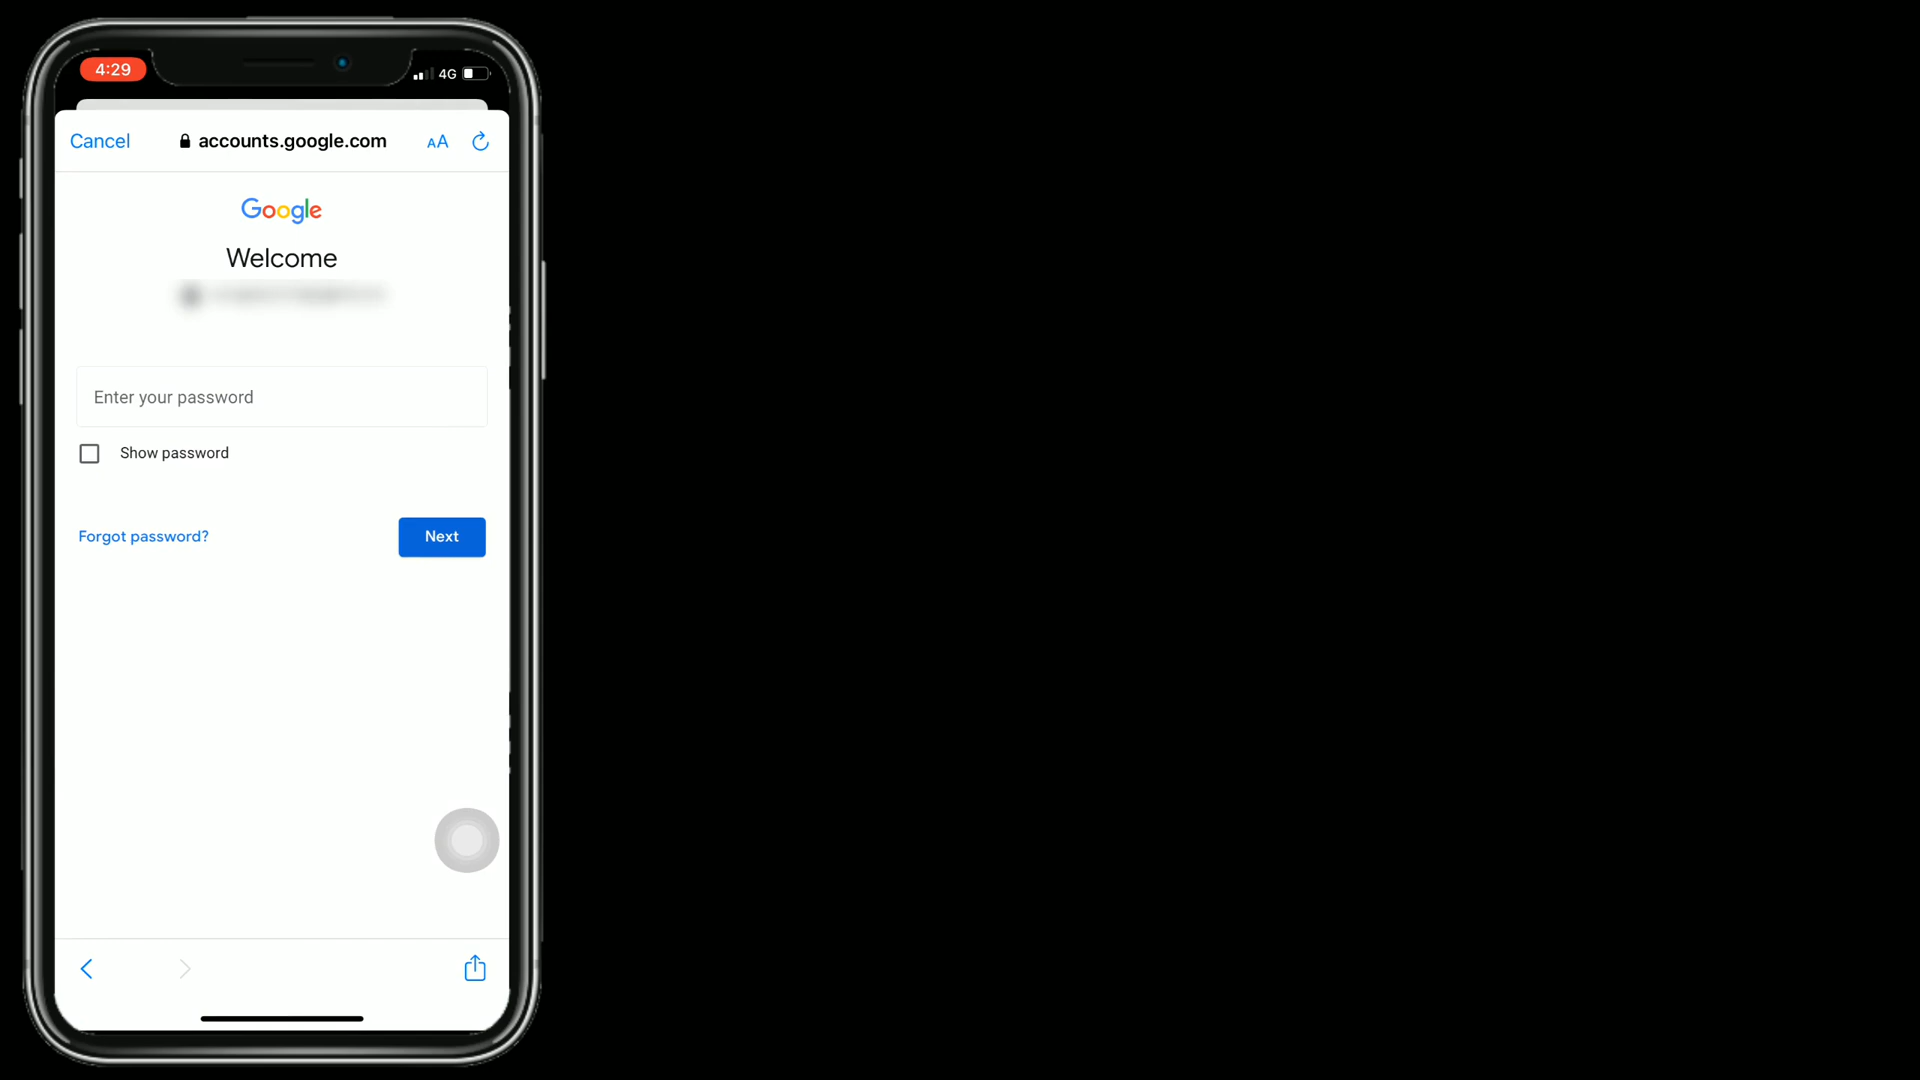 4:29
4G
Cancel
accounts.google.com
AA
Google
Welcome
Enter your password
Show password
Forgot password?
Next